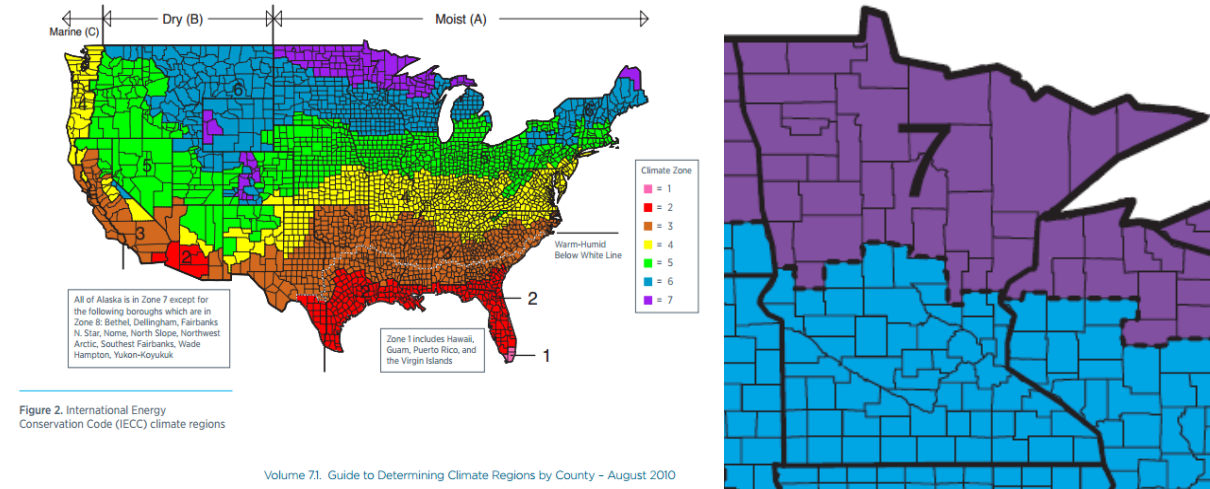 Dry (B)
Moist (A)
Marine (C)
6
4
6
5
3
2
Climate Zone
= 1
= 2
= 3
= 4
= 5
= 6
= 7
Warm-Humid
Below White Line
All of Alaska is in Zone 7 except for
the following boroughs which are in
Zone 8: Bethel, Dellingham, Fairbanks
N. Star, Nome, North Slope, Northwest
Arctic, Southest Fairbanks, Wade
Hampton, Yukon-Koyukuk
Zone 1 includes Hawaii,
Guam, Puerto Rico, and
the Virgin Islands
2
1
Figure 2. International Energy
Conservation Code (IECC) climate regions
Volume 7.1. Guide to Determining Climate Regions by County – August 2010
7